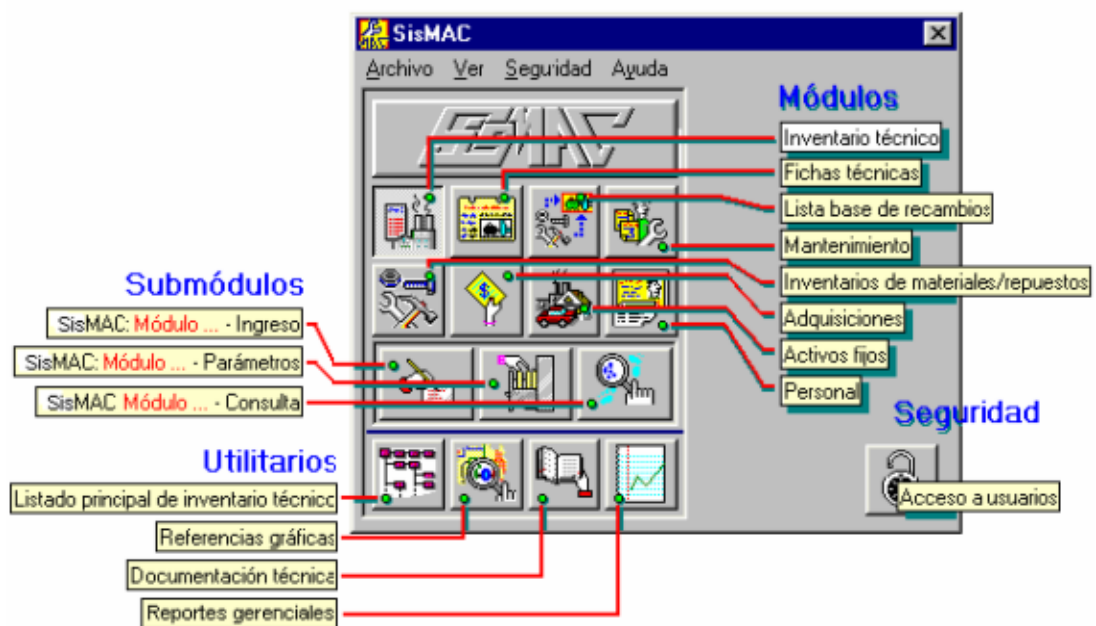 SisMAC
Archivo Ver Seguridad Ayuda
SisMAC
Módulos
Inventario técnico
Fichas técnicas
Lista base de recambios
Mantenimiento
Inventarios de materiales/repuestos
Adquisiciones
Activos fijos
Personal
Submódulos
SisMAC: Módulo ... - Ingreso
SisMAC: Módulo ... - Parámetros
SisMAC Módulo ... - Consulta
Seguridad
Acceso a usuarios
Utilitarios
Listado principal de inventario técnico
Referencias gráficas
Documentación técnica
Reportes gerenciales